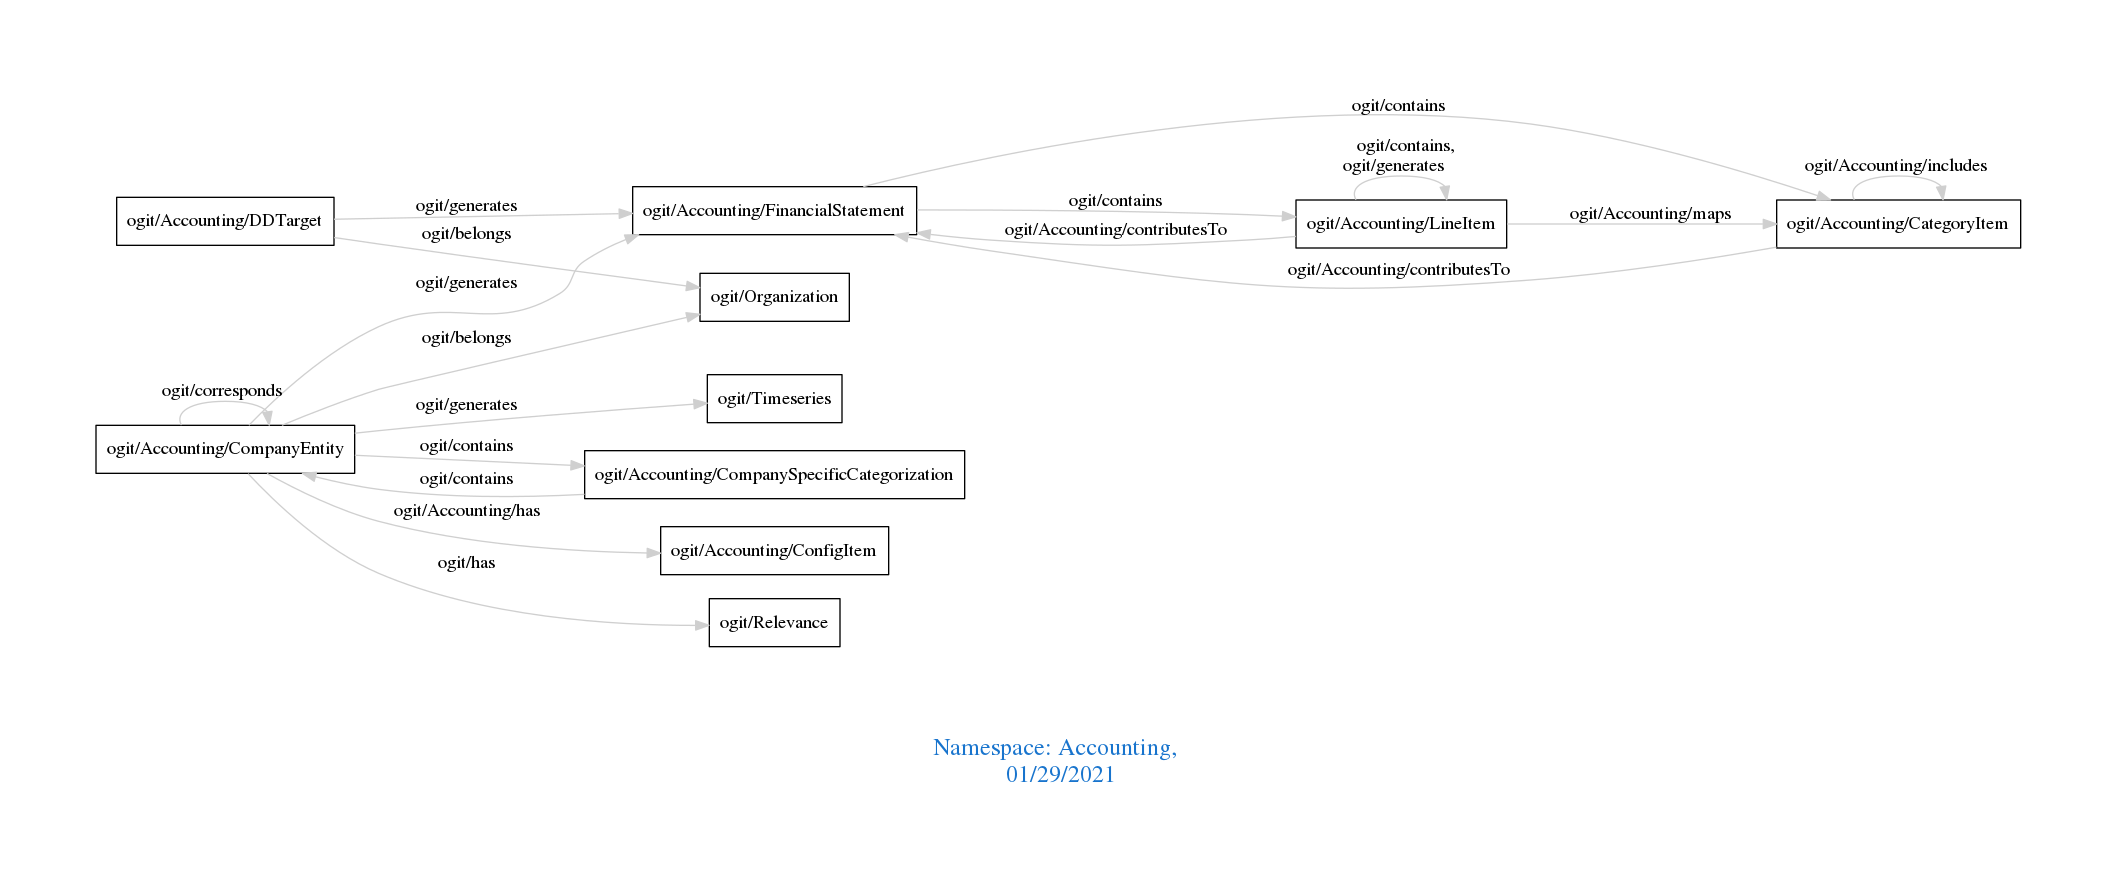 ogit/contains
ogit/contains,
ogit/generates
ogit/Accounting/includes
ogit/generates
ogit/contains
ogit/Accounting/FinancialStatement
ogit/Accounting/DDTarget
ogit/Accounting/maps
ogit/Accounting/LineItem
ogit/Accounting/CategoryItem
ogit/belongs
ogit/Accounting/contributesTo
ogit/Accounting/contributesTo
ogit/generates
ogit/Organization
ogit/belongs
ogit/corresponds
ogit/generates
ogit/Timeseries
ogit/contains
ogit/Accounting/CompanyEntity
ogit/Accounting/CompanySpecificCategorization
ogit/contains
ogit/Accounting/has
ogit/Accounting/ConfigItem
ogit/has
ogit/Relevance
Namespace: Accounting,
01/29/2021